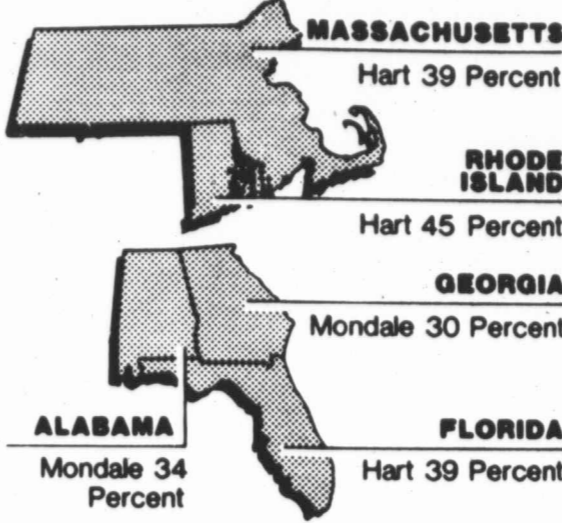 MASSACHUSETTS
Hart 39 Percent
RHODE
ISLAND
Hart 45 Percent
GEORGIA
Mondale 30 Percent
ALABAMA
Mondale 34
Percent
FLORIDA
Hart 39 Percent